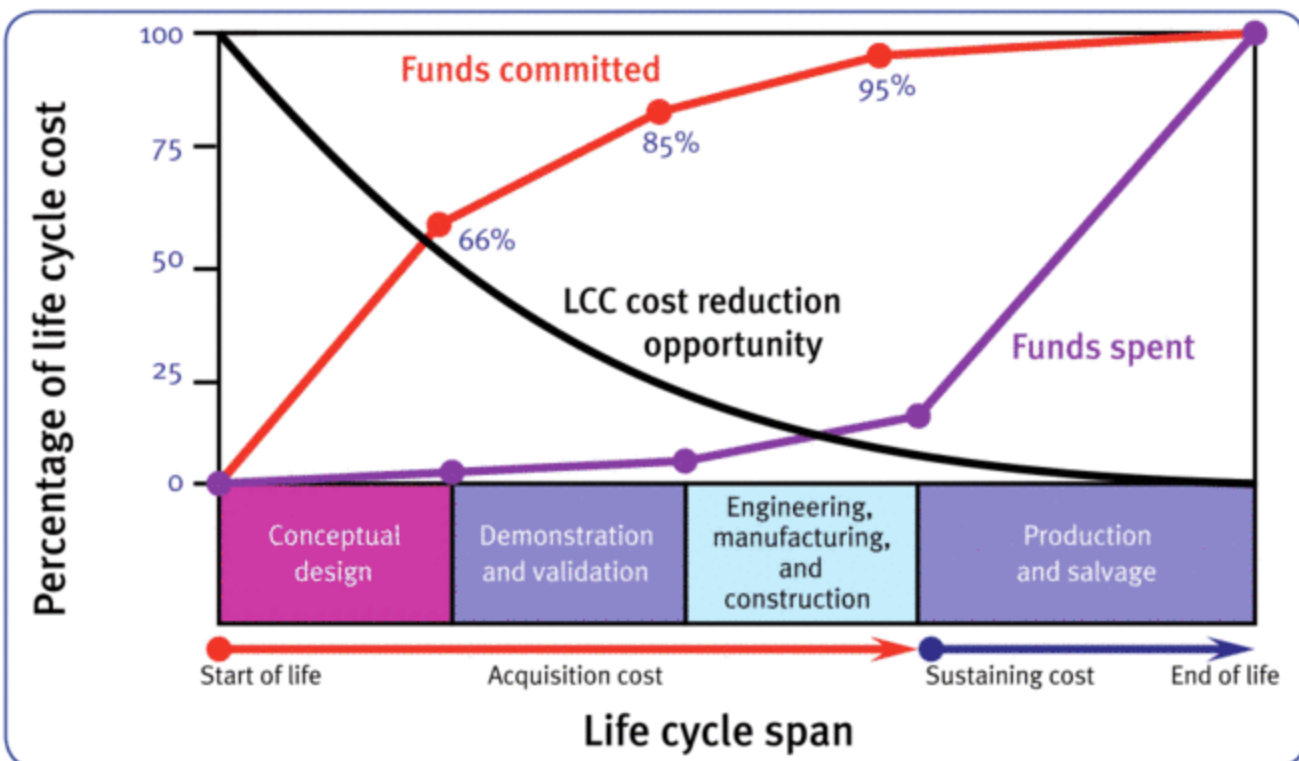 Percentage of life cycle cost
100
75
50
25
0
Funds committed
66%
85%
95%
LCC cost reduction
opportunity
Funds spent
Conceptual
design
Demonstration
and validation
Engineering,
manufacturing,
and
construction
Production
and salvage
Start of life
Acquisition cost
Sustaining cost
End of life
Life cycle span